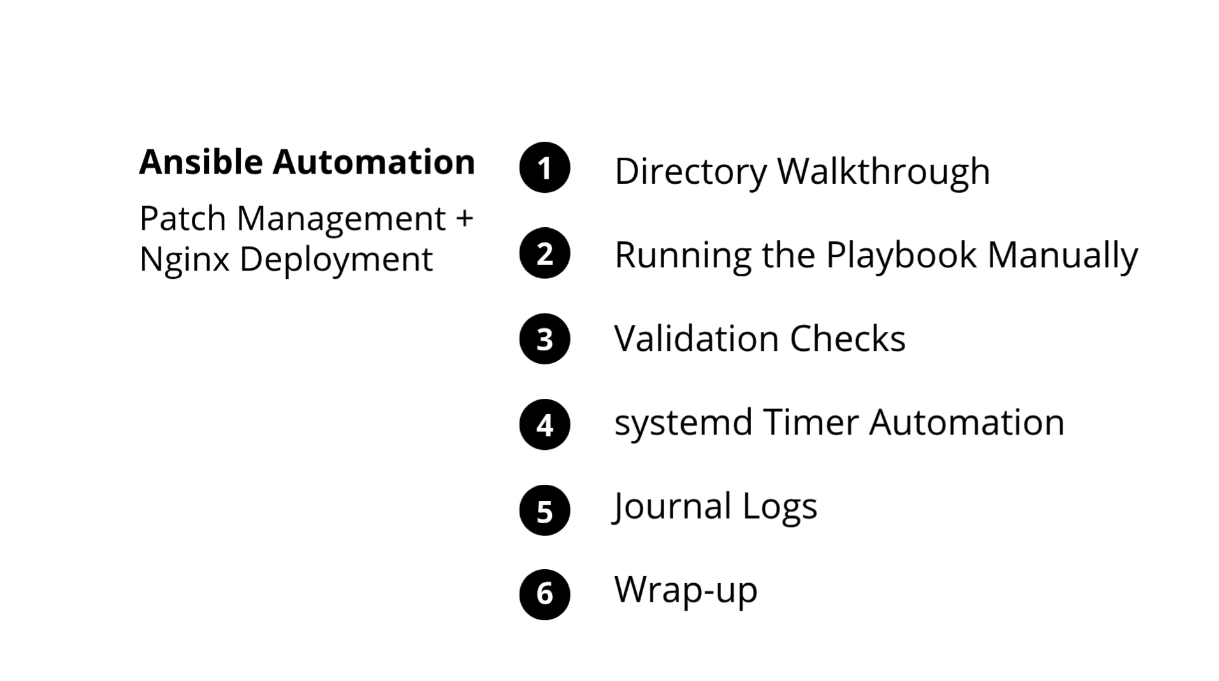 Ansible Automation
Patch Management +
Nginx Deployment
1 Directory Walkthrough
2 Running the Playbook Manually
3 Validation Checks
4 systemd Timer Automation
5 Journal Logs
6 Wrap-up